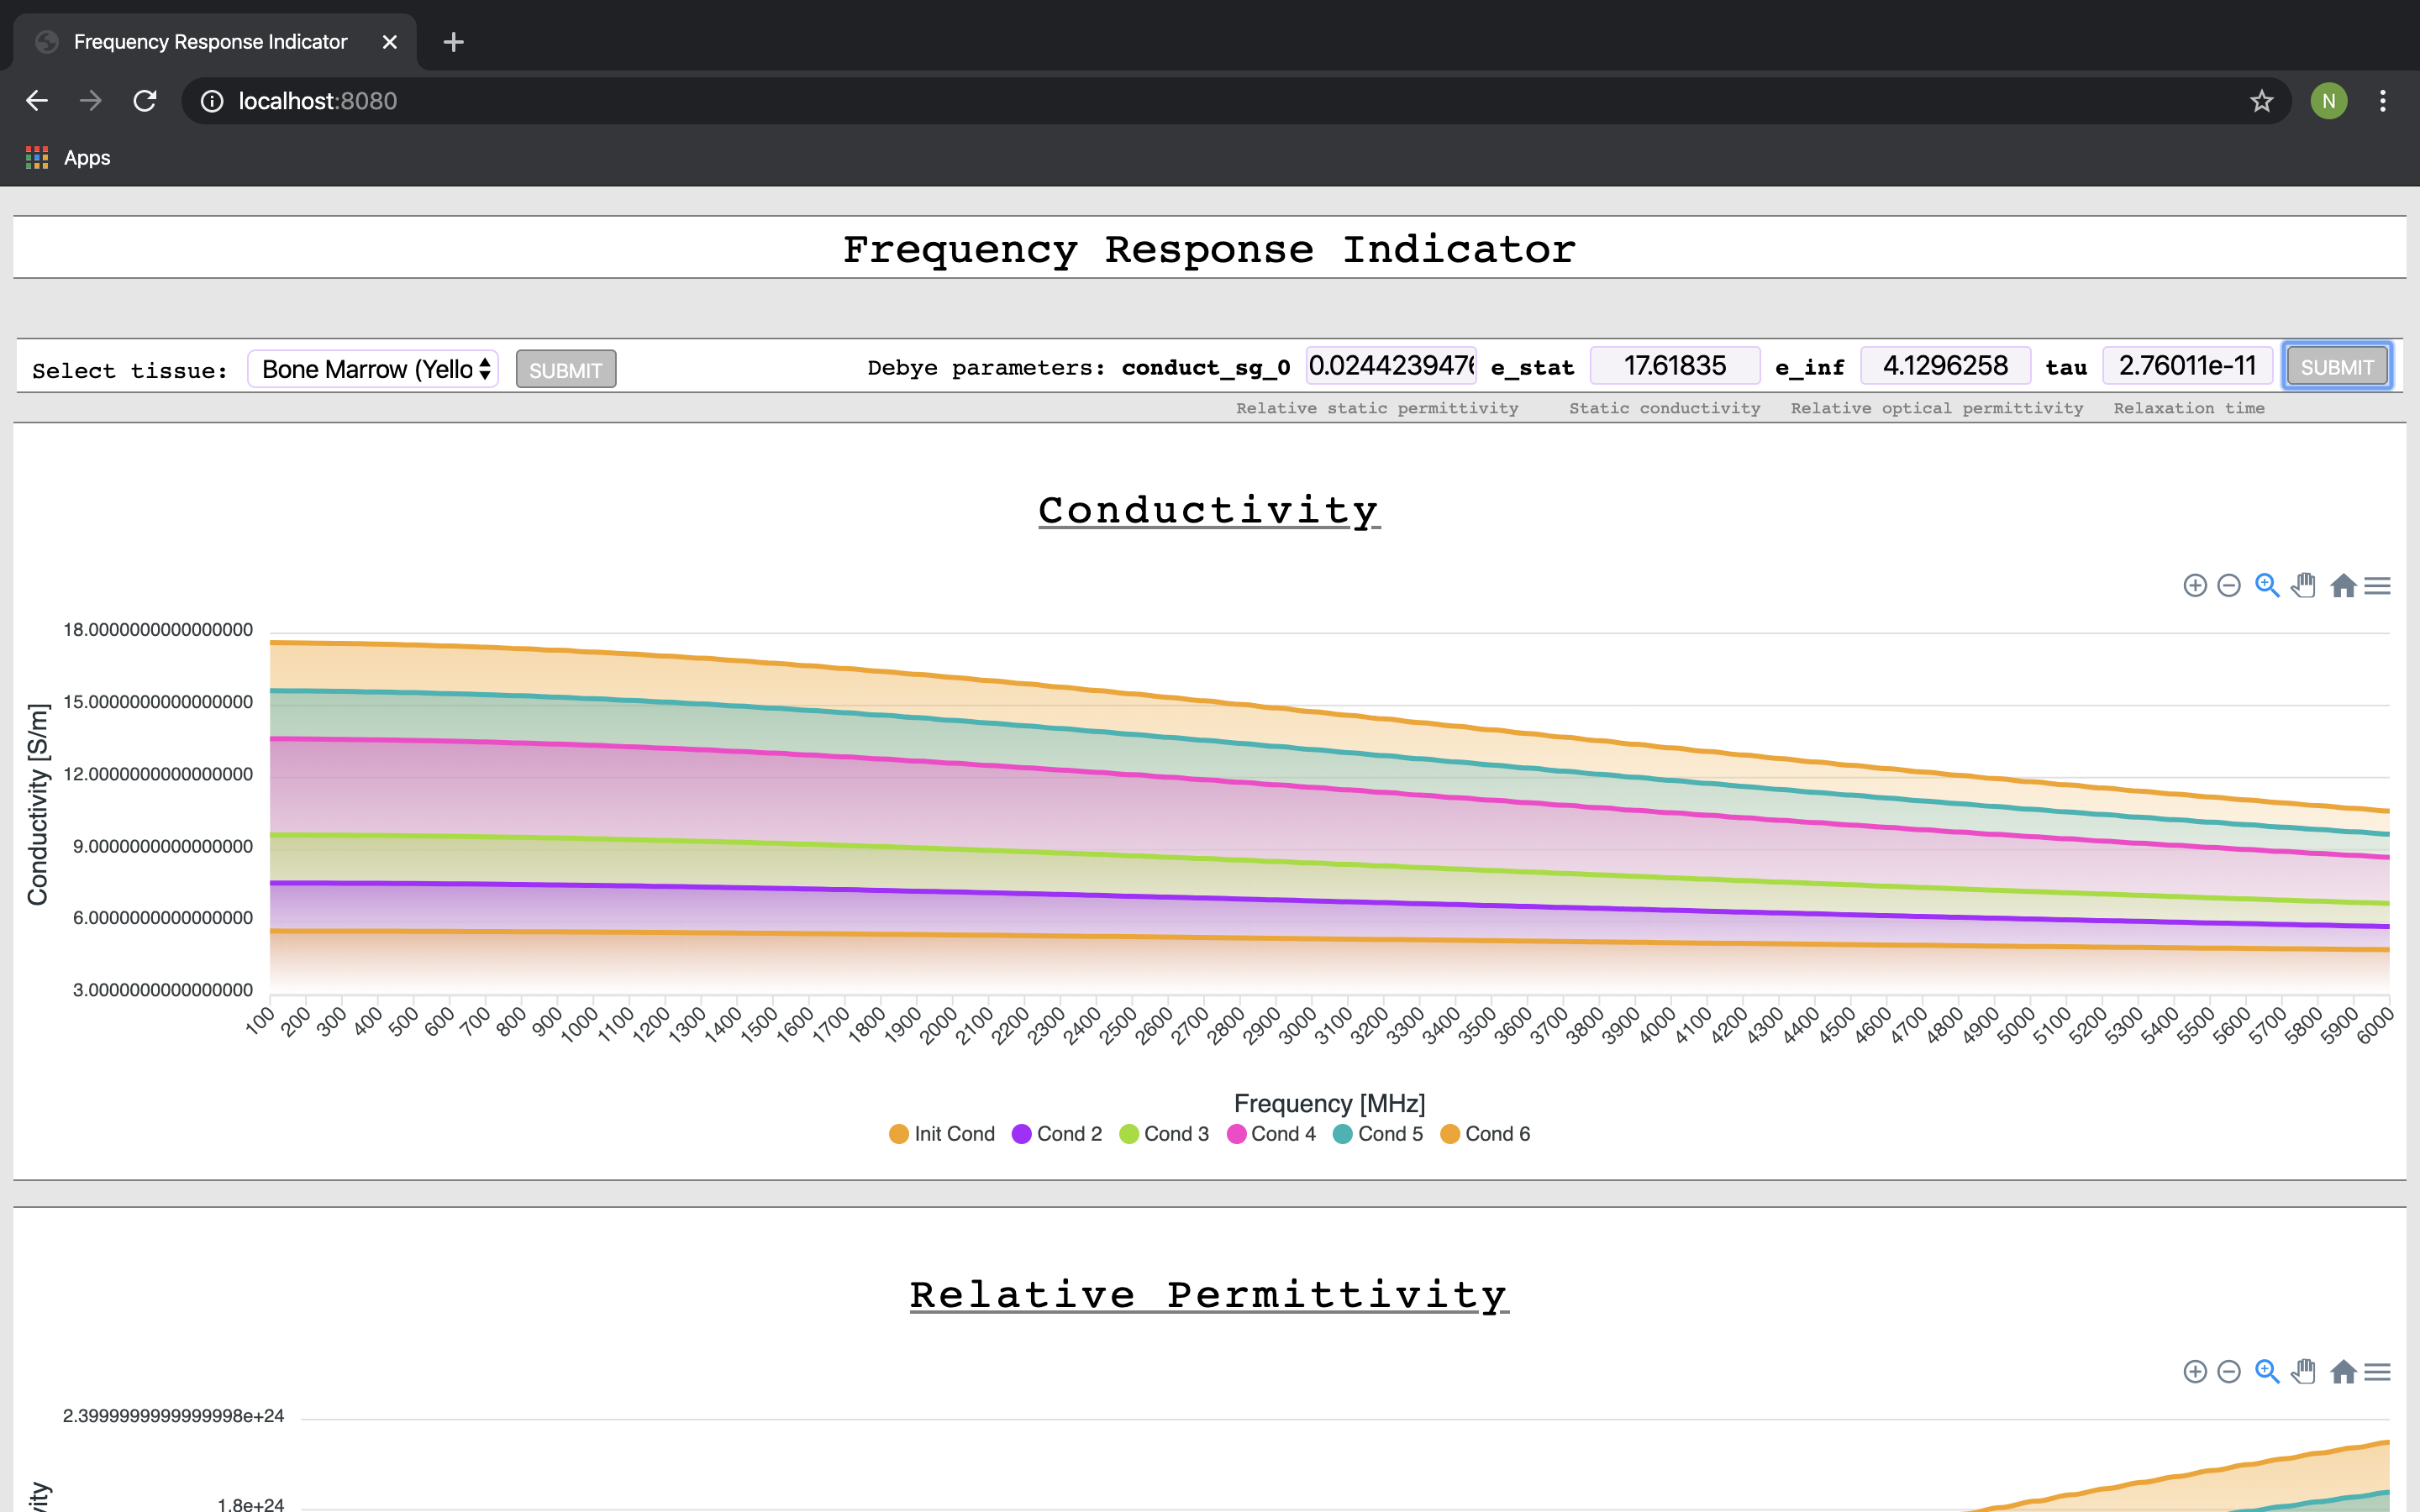 Frequency Response Indicator
localhost:8080
N
Apps
Frequency Response Indicator
Select tissue: Bone Marrow (Yello SUBMIT Debye parameters: conduct_sg_0 0.0244239476 e_stat 17.61835 e_inf 4.1296258 tau 2.76011e-11 SUBMIT
Relative static permittivity Static conductivity Relative optical permittivity Relaxation time
Conductivity
18.0000000000000000
15.0000000000000000
12.0000000000000000
9.0000000000000000
6.0000000000000000
3.0000000000000000
Conductivity [S/m]
100 200 300 400 500 600 700 800 900 1000 1100 1200 1300 1400 1500 1600 1700 1800 1900 2000 2100 2200 2300 2400 2500 2600 2700 2800 2900 3000 3100 3200 3300 3400 3500 3600 3700 3800 3900 4000 4100 4200 4300 4400 4500 4600 4700 4800 4900 5000 5100 5200 5300 5400 5500 5600 5700 5800 5900 6000
Frequency [MHz]
Init Cond Cond 2 Cond 3 Cond 4 Cond 5 Cond 6
Relative Permittivity
2.3999999999999998e+24
1.8e+24
vity